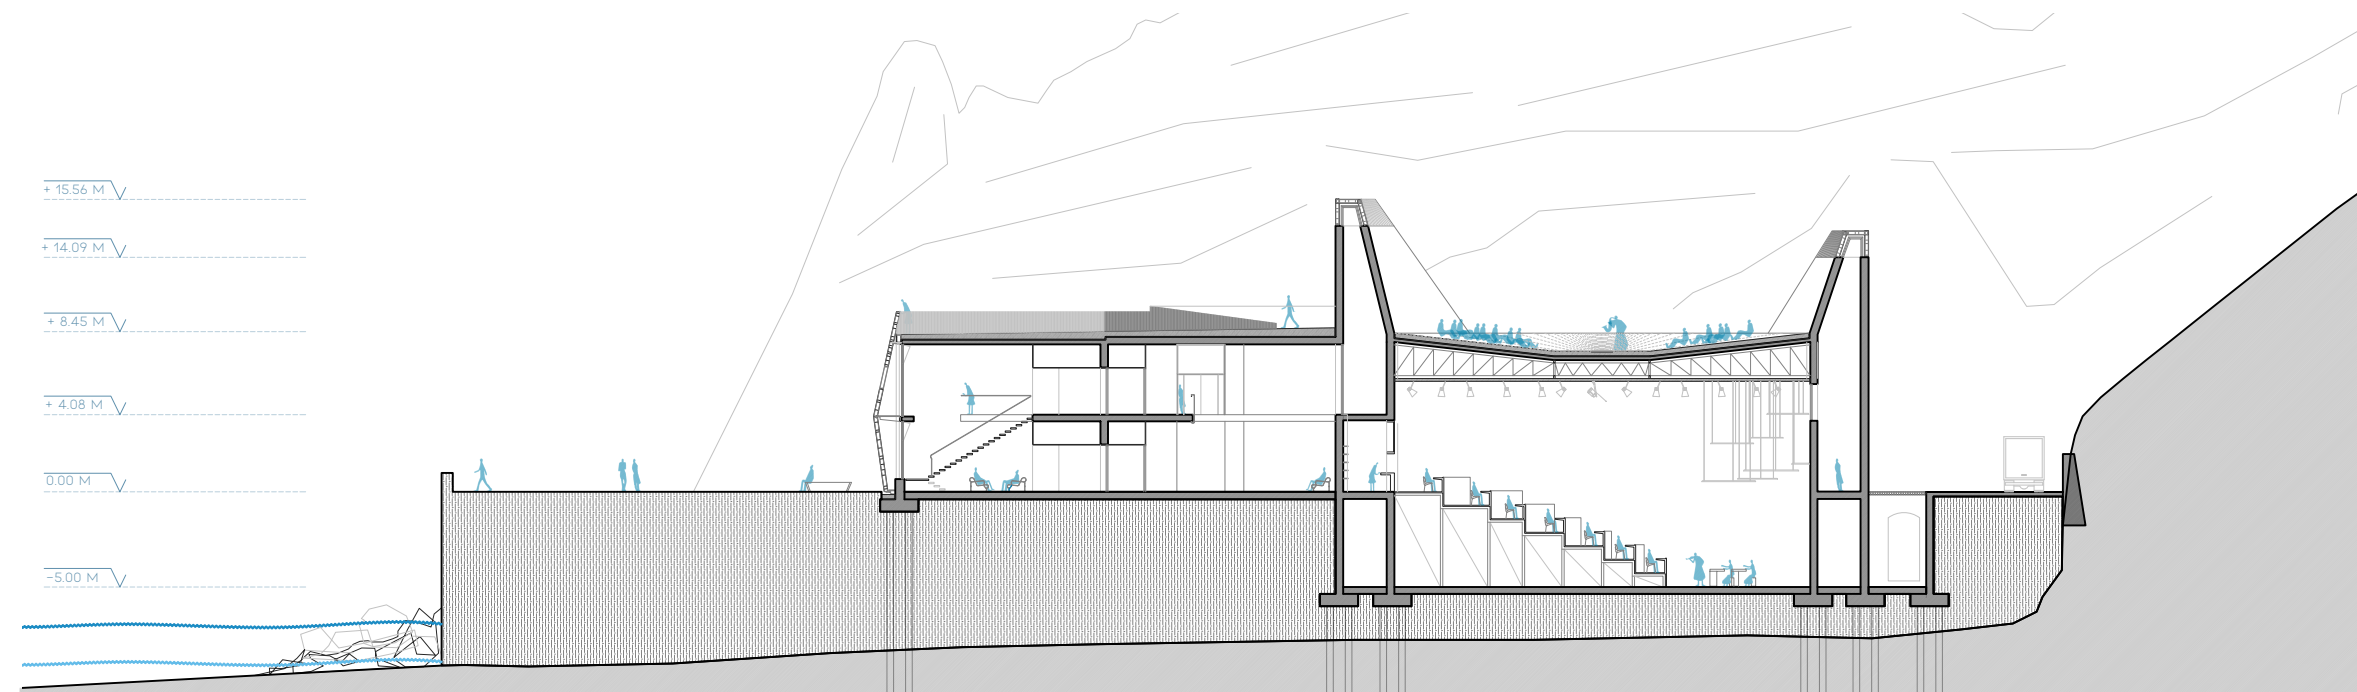 + 15.56 M
+ 14.09 M
+ 8.45 M
+ 4.08 M
0.00 M
-5.00 M